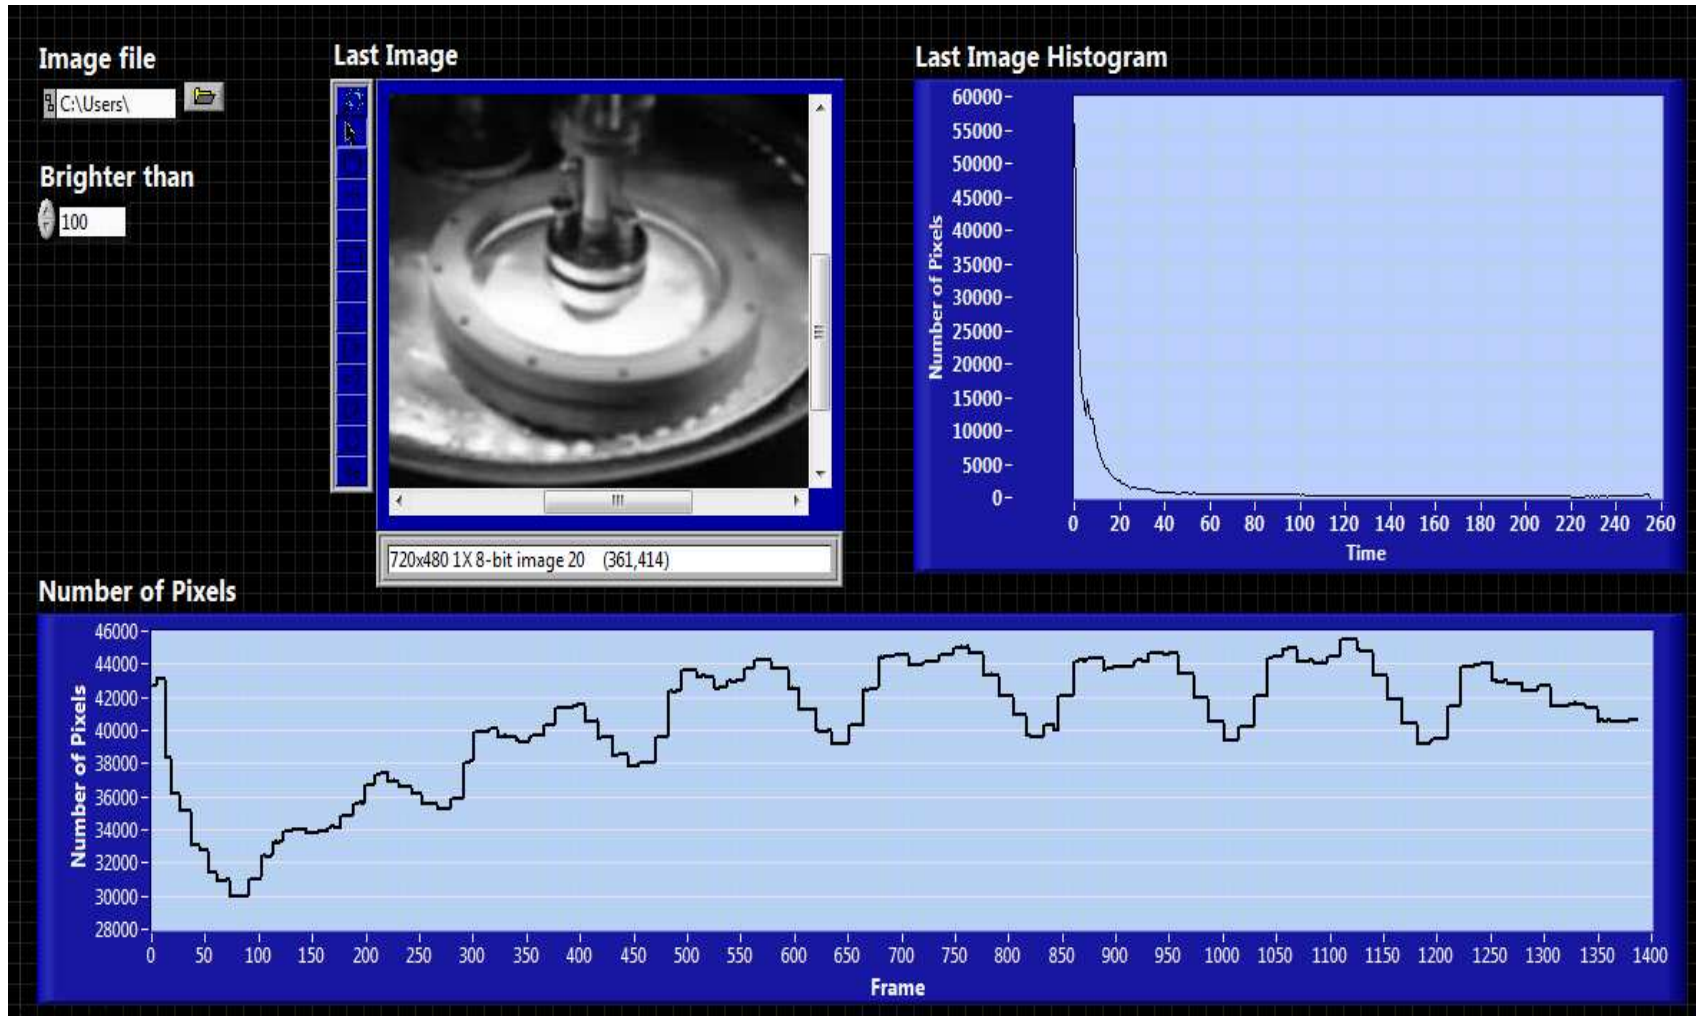 Image file
C:\Users\
Brighter than
100
Last Image
720x480 1X 8-bit image 20    (361,414)
Last Image Histogram
Number of Pixels
60000
55000
50000
45000
40000
35000
30000
25000
20000
15000
10000
5000
0
0 20 40 60 80 100 120 140 160 180 200 220 240 260
Time
Number of Pixels
Number of Pixels
46000
44000
42000
40000
38000
36000
34000
32000
30000
28000
0 50 100 150 200 250 300 350 400 450 500 550 600 650 700 750 800 850 900 950 1000 1050 1100 1150 1200 1250 1300 1350 1400
Frame